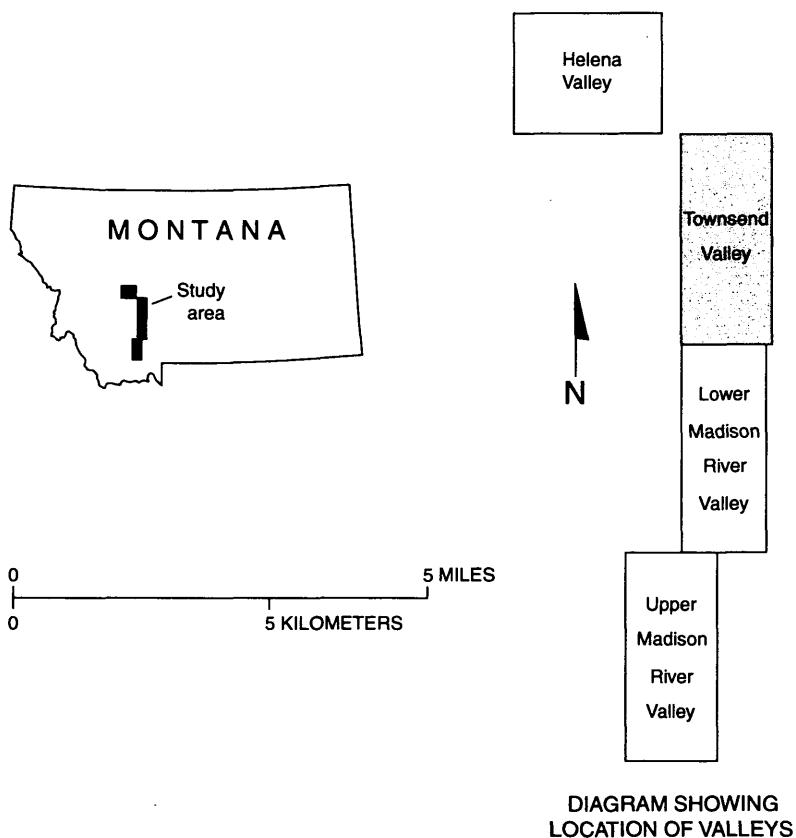 Helena
Valley
Townsend
Valley
MONTANA
Study
area
N
Lower
Madison
River
Valley
0
5 MILES
0
5 KILOMETERS
Upper
Madison
River
Valley
DIAGRAM SHOWING
LOCATION OF VALLEYS